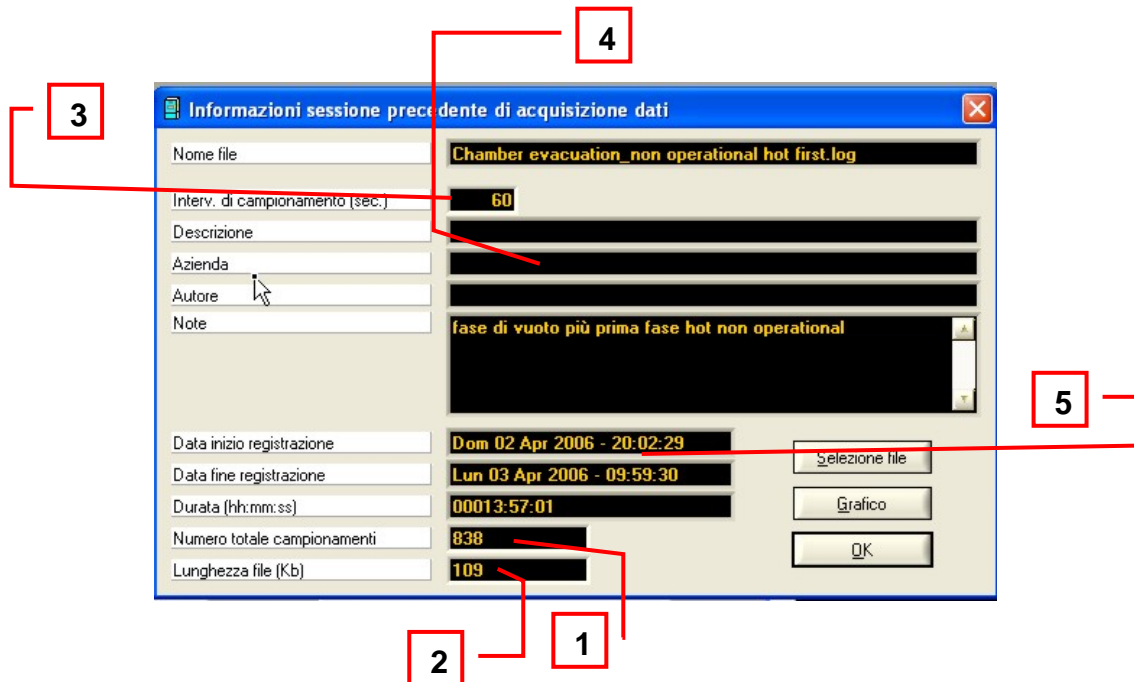 4
3
Informazioni sessione precedente di acquisizione dati
Nome file
Chamber evacuation_non operational hot first.log
Interv. di campionamento (sec.)
60
Descrizione
Azienda
Autore
Note
fase di vuoto più prima fase hot non operational
5
Data inizio registrazione
Dom 02 Apr 2006 - 20:02:29
Selezione file
Data fine registrazione
Lun 03 Apr 2006 - 09:59:30
Durata (hh:mm:ss)
00013:57:01
Grafico
Numero totale campionamenti
838
OK
Lunghezza file (Kb)
109
1
2